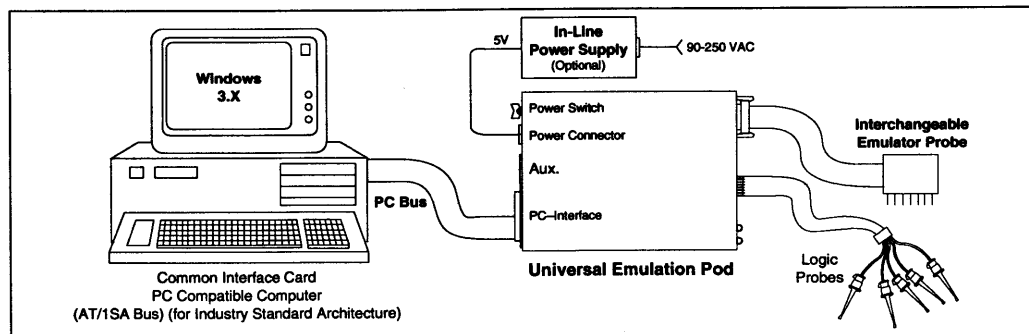 Windows
3.X
5V
In-Line
Power Supply
(Optional)
90-250 VAC
Power Switch
Power Connector
Aux.
PC-Interface
PC Bus
Interchangeable
Emulator Probe
Logic
Probes
Universal Emulation Pod
Common Interface Card
PC Compatible Computer
(AT/1SA Bus) (for Industry Standard Architecture)